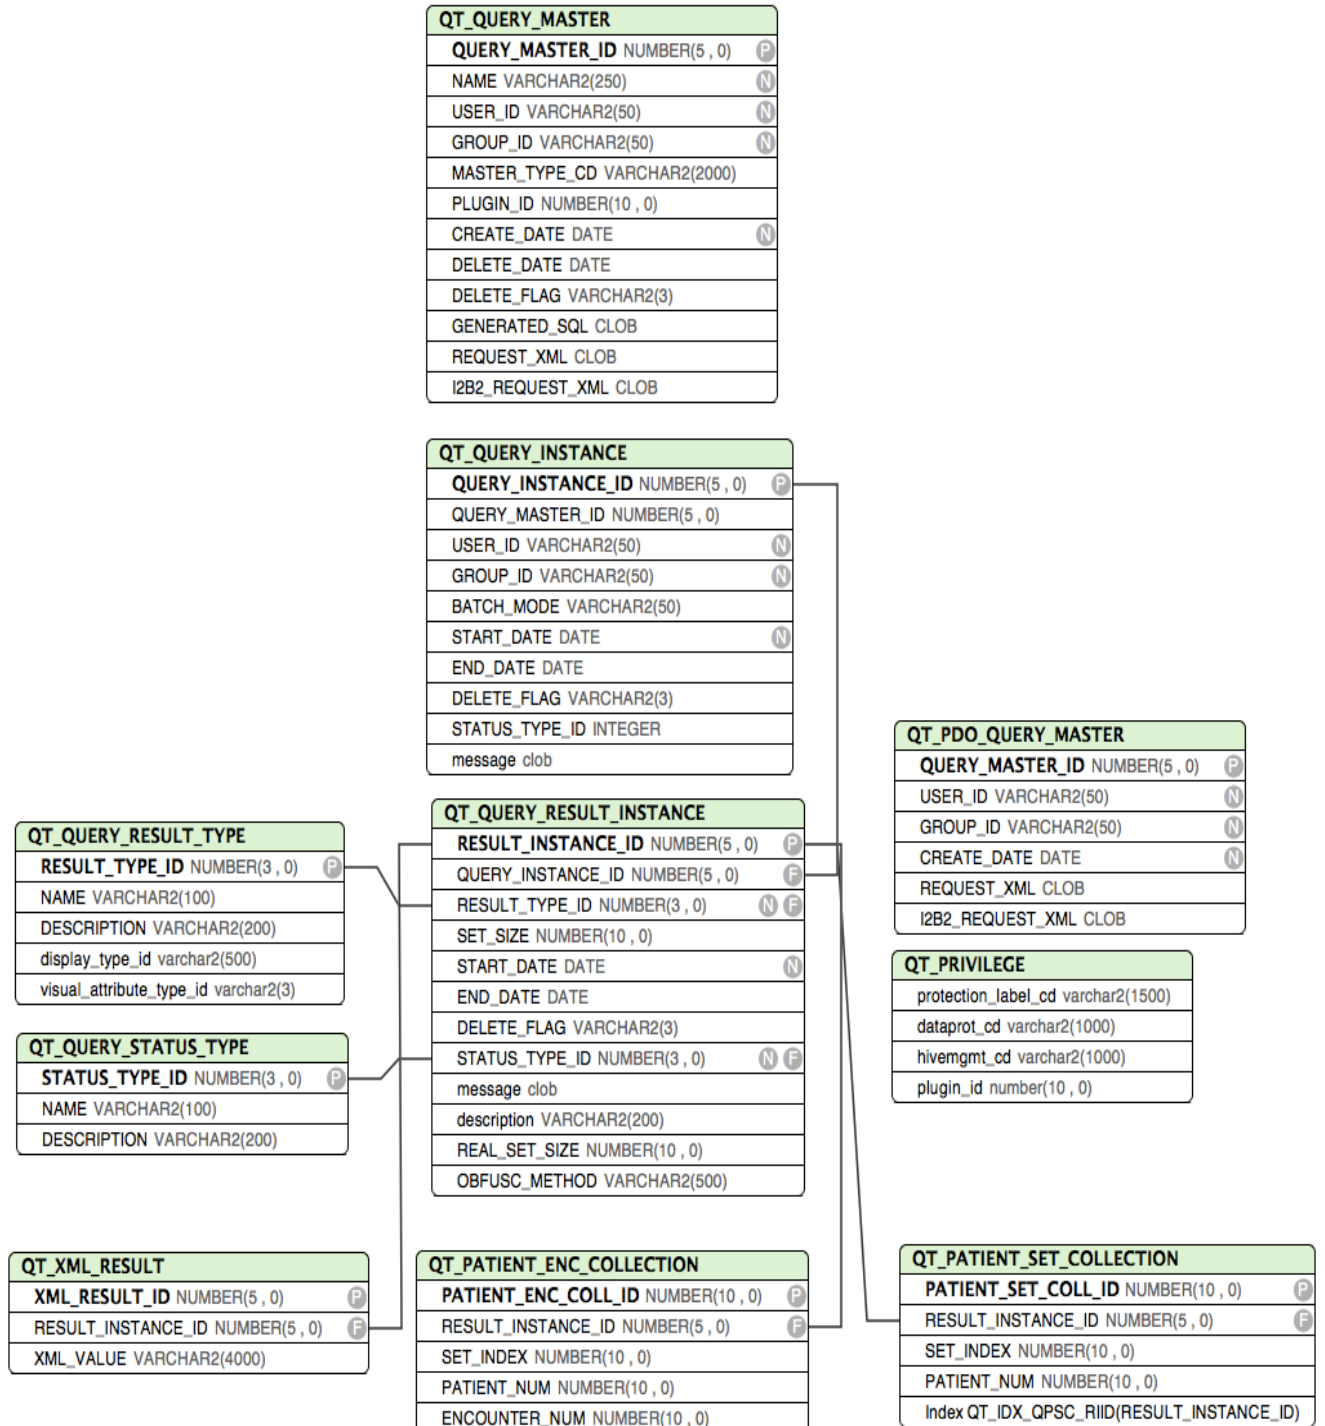 QT_QUERY_MASTER
QUERY_MASTER_ID NUMBER(5 , 0) P
NAME VARCHAR2(250) N
USER_ID VARCHAR2(50) N
GROUP_ID VARCHAR2(50) N
MASTER_TYPE_CD VARCHAR2(2000)
PLUGIN_ID NUMBER(10 , 0)
CREATE_DATE DATE N
DELETE_DATE DATE
DELETE_FLAG VARCHAR2(3)
GENERATED_SQL CLOB
REQUEST_XML CLOB
I2B2_REQUEST_XML CLOB
QT_QUERY_INSTANCE
QUERY_INSTANCE_ID NUMBER(5 , 0) P
QUERY_MASTER_ID NUMBER(5 , 0)
USER_ID VARCHAR2(50) N
GROUP_ID VARCHAR2(50) N
BATCH_MODE VARCHAR2(50)
START_DATE DATE N
END_DATE DATE
DELETE_FLAG VARCHAR2(3)
STATUS_TYPE_ID INTEGER
message clob
QT_PDO_QUERY_MASTER
QUERY_MASTER_ID NUMBER(5 , 0) P
USER_ID VARCHAR2(50) N
GROUP_ID VARCHAR2(50) N
CREATE_DATE DATE N
REQUEST_XML CLOB
I2B2_REQUEST_XML CLOB
QT_QUERY_RESULT_TYPE
RESULT_TYPE_ID NUMBER(3 , 0) P
NAME VARCHAR2(100)
DESCRIPTION VARCHAR2(200)
display_type_id varchar2(500)
visual_attribute_type_id varchar2(3)
QT_QUERY_RESULT_INSTANCE
RESULT_INSTANCE_ID NUMBER(5 , 0) P
QUERY_INSTANCE_ID NUMBER(5 , 0) F
RESULT_TYPE_ID NUMBER(3 , 0) N F
SET_SIZE NUMBER(10 , 0)
START_DATE DATE N
END_DATE DATE
DELETE_FLAG VARCHAR2(3)
STATUS_TYPE_ID NUMBER(3 , 0) N F
message clob
description VARCHAR2(200)
REAL_SET_SIZE NUMBER(10 , 0)
OBFUSC_METHOD VARCHAR2(500)
QT_PRIVILEGE
protection_label_cd varchar2(1500)
dataprot_cd varchar2(1000)
hivemgmt_cd varchar2(1000)
plugin_id number(10 , 0)
QT_QUERY_STATUS_TYPE
STATUS_TYPE_ID NUMBER(3 , 0) P
NAME VARCHAR2(100)
DESCRIPTION VARCHAR2(200)
QT_XML_RESULT
XML_RESULT_ID NUMBER(5 , 0) P
RESULT_INSTANCE_ID NUMBER(5 , 0) F
XML_VALUE VARCHAR2(4000)
QT_PATIENT_ENC_COLLECTION
PATIENT_ENC_COLL_ID NUMBER(10 , 0) P
RESULT_INSTANCE_ID NUMBER(5 , 0) F
SET_INDEX NUMBER(10 , 0)
PATIENT_NUM NUMBER(10 , 0)
ENCOUNTER_NUM NUMBER(10 , 0)
QT_PATIENT_SET_COLLECTION
PATIENT_SET_COLL_ID NUMBER(10 , 0) P
RESULT_INSTANCE_ID NUMBER(5 , 0) F
SET_INDEX NUMBER(10 , 0)
PATIENT_NUM NUMBER(10 , 0)
Index QT_IDX_QPSC_RIID(RESULT_INSTANCE_ID)